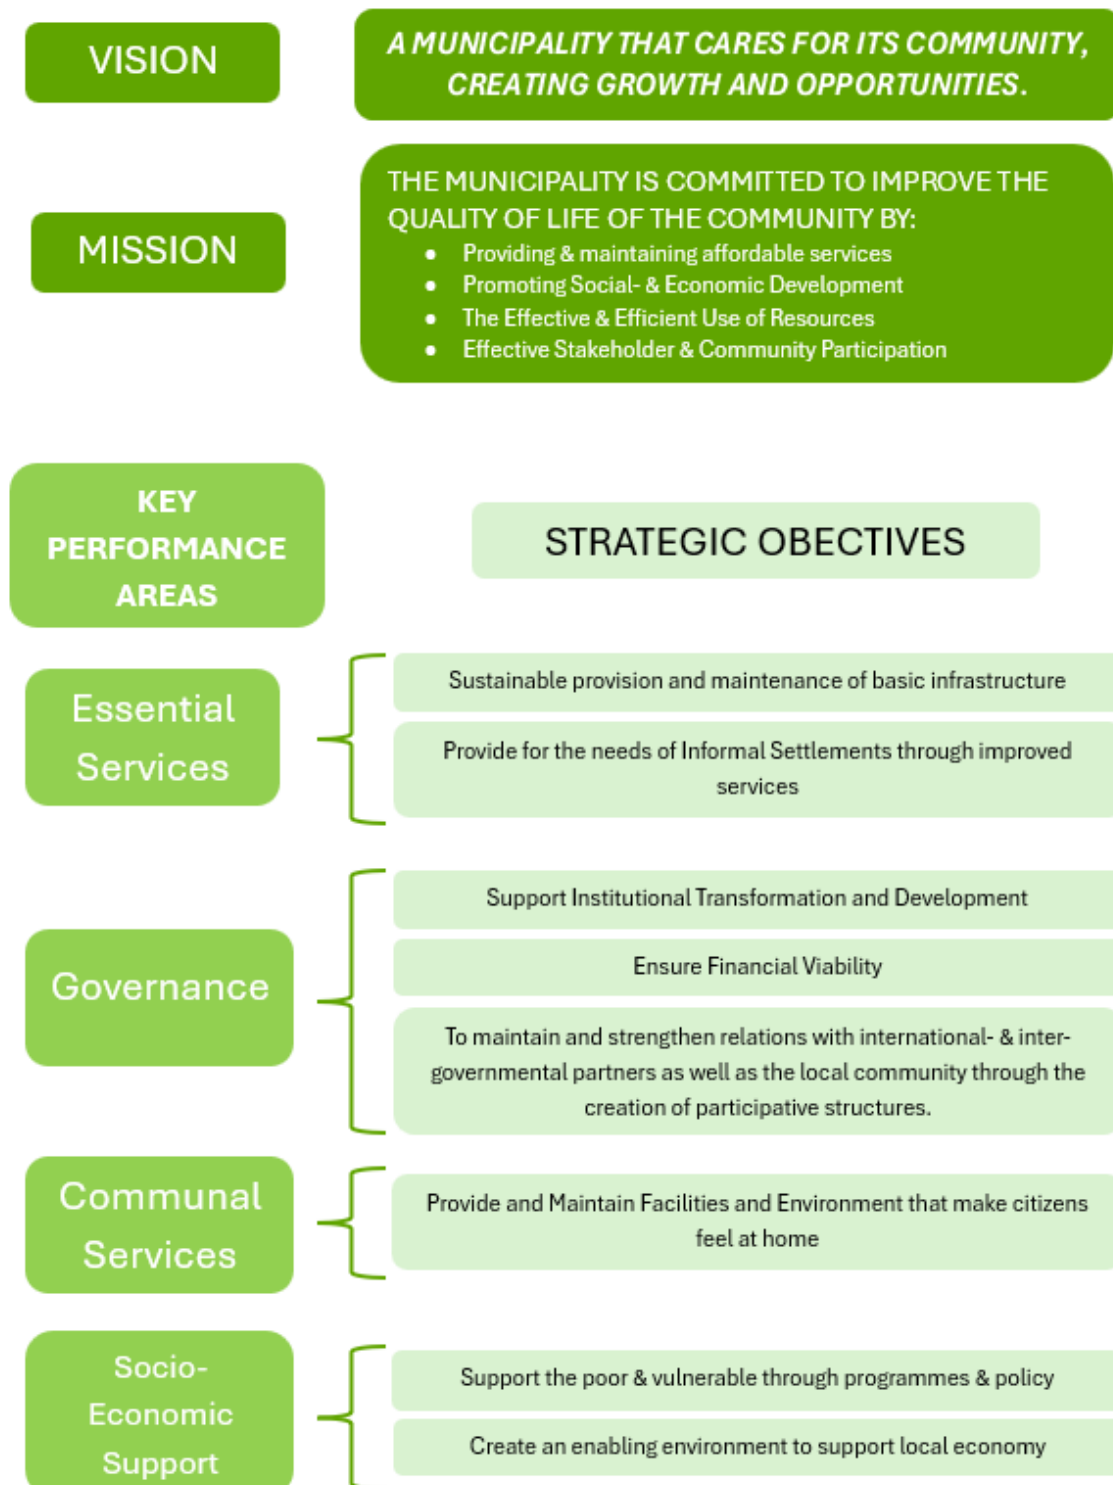 VISION
A MUNICIPALITY THAT CARES FOR ITS COMMUNITY,
CREATING GROWTH AND OPPORTUNITIES.
MISSION
THE MUNICIPALITY IS COMMITTED TO IMPROVE THE
QUALITY OF LIFE OF THE COMMUNITY BY:
● Providing & maintaining affordable services
● Promoting Social- & Economic Development
● The Effective & Efficient Use of Resources
● Effective Stakeholder & Community Participation
KEY
PERFORMANCE
AREAS
STRATEGIC OBECTIVES
Essential
Services
Sustainable provision and maintenance of basic infrastructure
Provide for the needs of Informal Settlements through improved
services
Governance
Support Institutional Transformation and Development
Ensure Financial Viability
To maintain and strengthen relations with international- & inter-
governmental partners as well as the local community through the
creation of participative structures.
Communal
Services
Provide and Maintain Facilities and Environment that make citizens
feel at home
Socio-
Economic
Support
Support the poor & vulnerable through programmes & policy
Create an enabling environment to support local economy